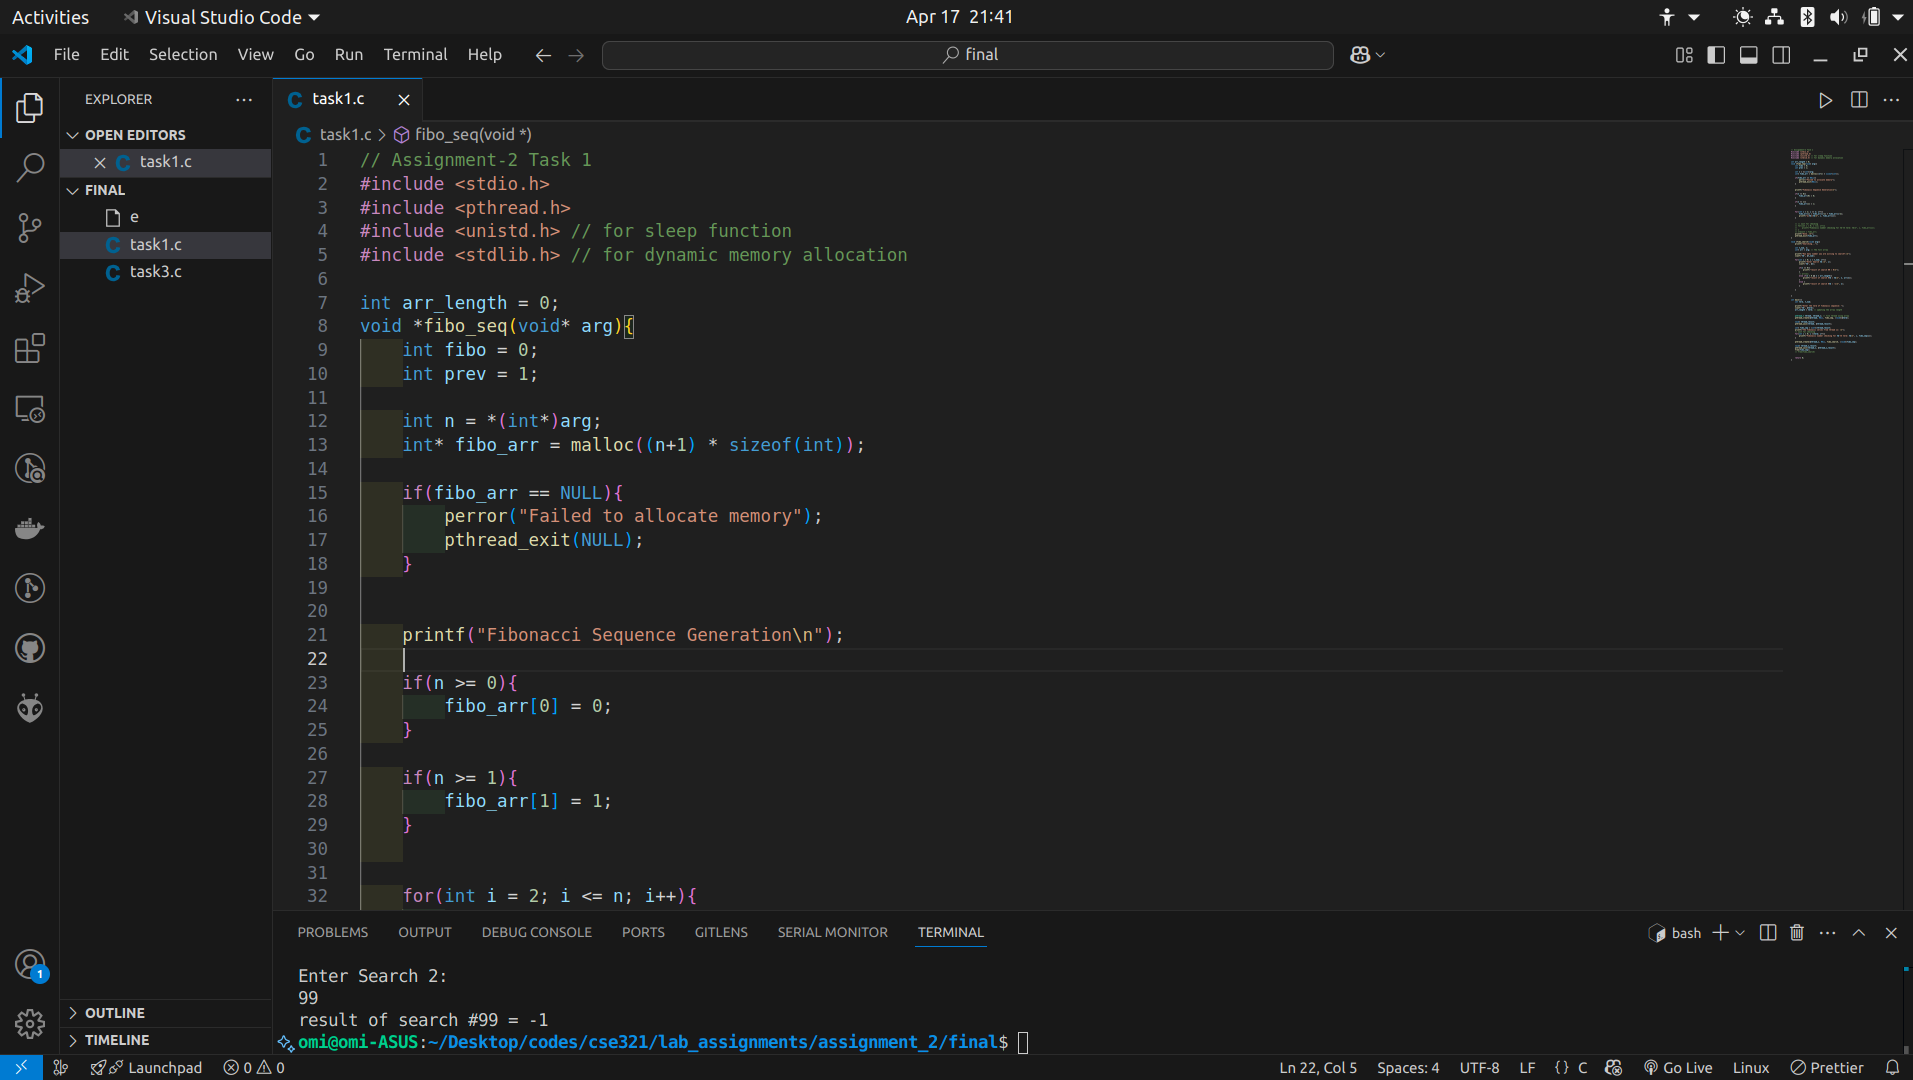 Activities Visual Studio Code Apr 17 21:41
File Edit Selection View Go Run Terminal Help final
EXPLORER
OPEN EDITORS
task1.c
FINAL
e
task1.c
task3.c
OUTLINE
TIMELINE
C task1.c
C task1.c > fibo_seq(void *)
1 // Assignment-2 Task 1
2 #include <stdio.h>
3 #include <pthread.h>
4 #include <unistd.h> // for sleep function
5 #include <stdlib.h> // for dynamic memory allocation
6
7 int arr_length = 0;
8 void *fibo_seq(void* arg){
9 int fibo = 0;
10 int prev = 1;
11
12 int n = *(int*)arg;
13 int* fibo_arr = malloc((n+1) * sizeof(int));
14
15 if(fibo_arr == NULL){
16 perror("Failed to allocate memory");
17 pthread_exit(NULL);
18 }
19
20
21 printf("Fibonacci Sequence Generation\n");
22
23 if(n >= 0){
24 fibo_arr[0] = 0;
25 }
26
27 if(n >= 1){
28 fibo_arr[1] = 1;
29 }
30
31
32 for(int i = 2; i <= n; i++){
PROBLEMS OUTPUT DEBUG CONSOLE PORTS GITLENS SERIAL MONITOR TERMINAL bash
Enter Search 2:
99
result of search #99 = -1
omi@omi-ASUS:~/Desktop/codes/cse321/lab_assignments/assignment_2/final$
1
Launchpad 0 0 Ln 22, Col 5 Spaces: 4 UTF-8 LF {} C Go Live Linux Prettier